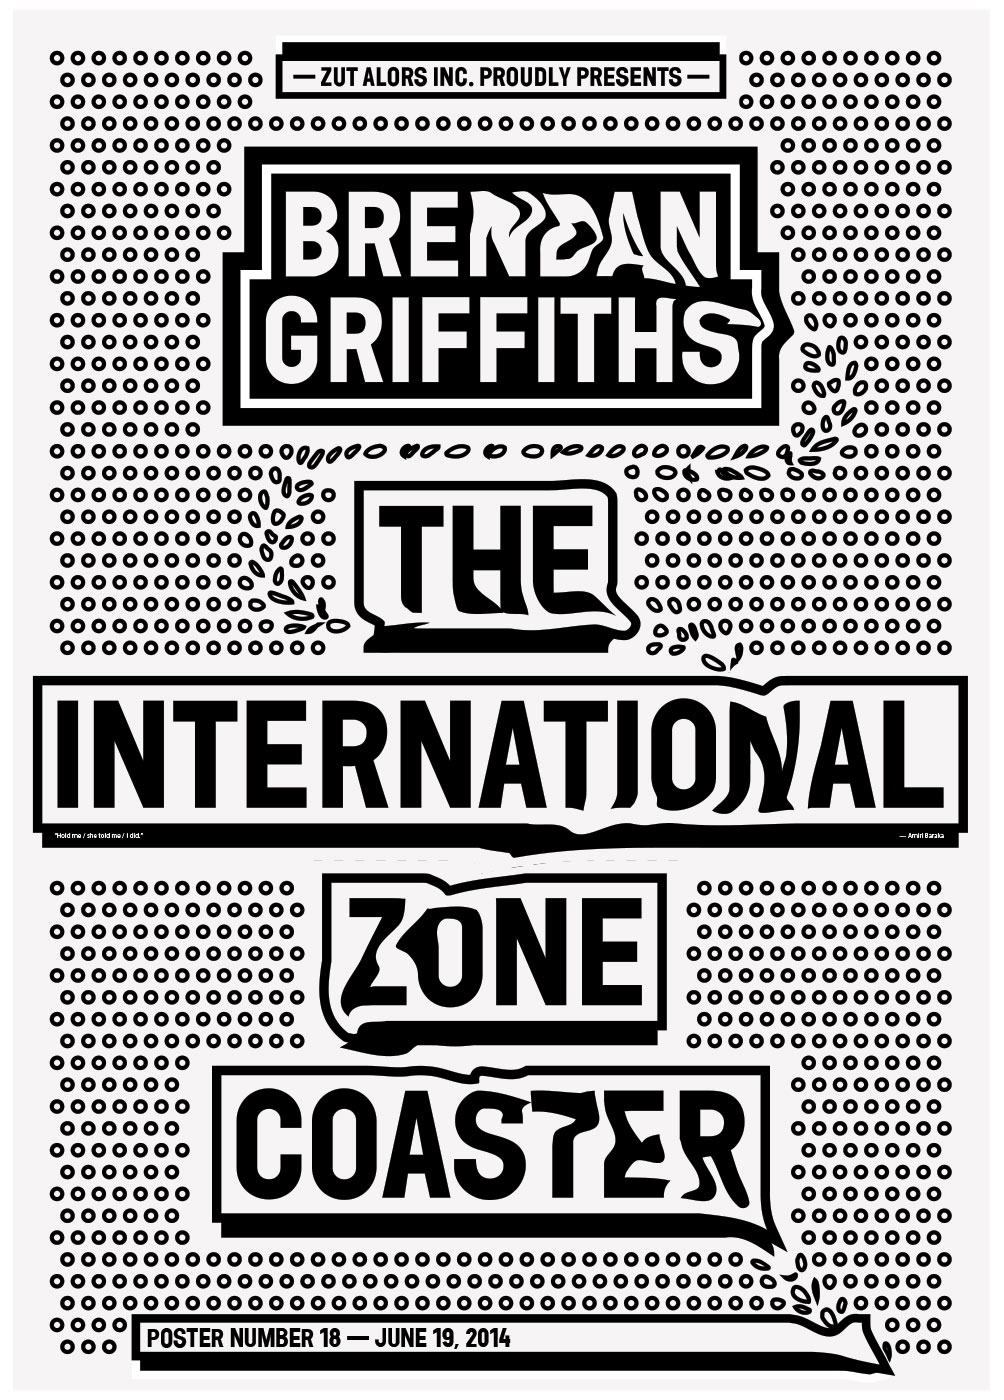 — ZUT ALORS INC. PROUDLY PRESENTS —
BRENDAN
GRIFFITHS
THE
INTERNATIONAL
"Hold me / she told me / I did." — Amiri Baraka
ZONE
COASTER
POSTER NUMBER 18 — JUNE 19, 2014